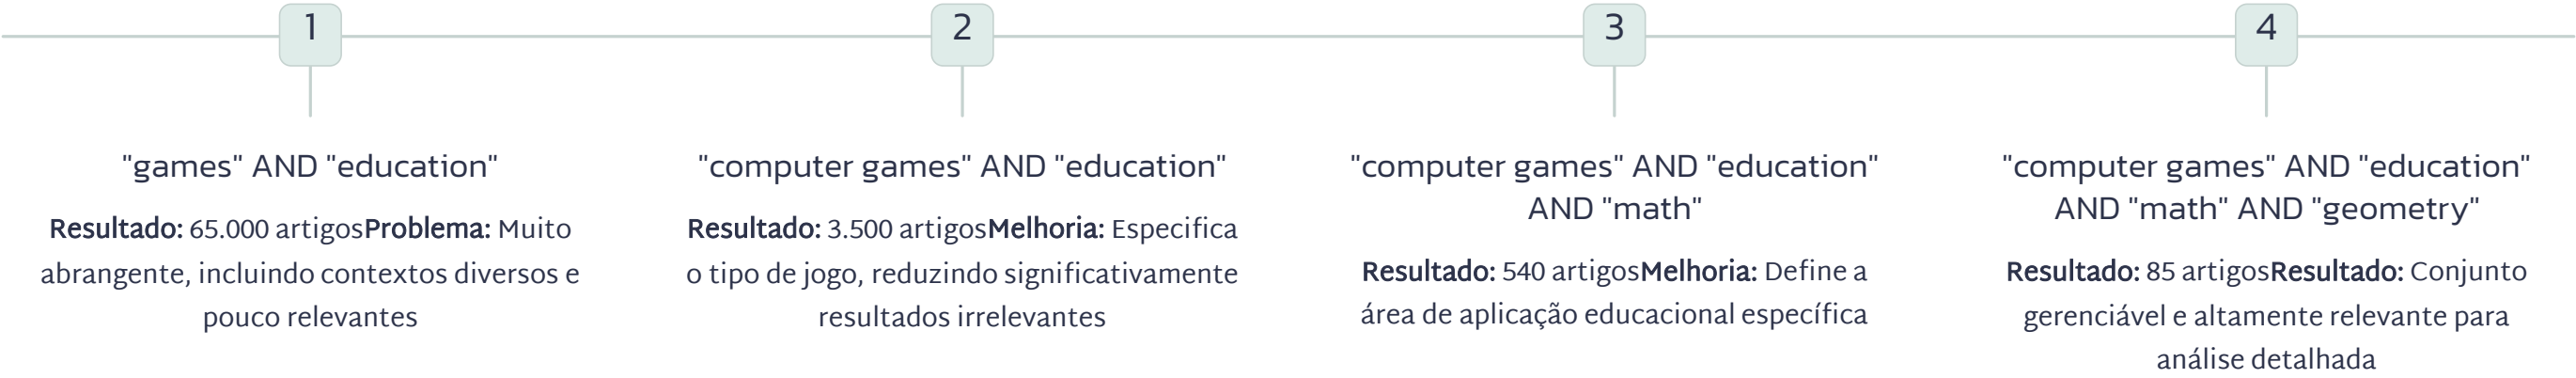 1
"games" AND "education"
Resultado: 65.000 artigosProblema: Muito
abrangente, incluindo contextos diversos e
pouco relevantes
2
"computer games" AND "education"
Resultado: 3.500 artigosMelhoria: Especifica
o tipo de jogo, reduzindo significativamente
resultados irrelevantes
3
"computer games" AND "education"
AND "math"
Resultado: 540 artigosMelhoria: Define a
área de aplicação educacional específica
4
"computer games" AND "education"
AND "math" AND "geometry"
Resultado: 85 artigosResultado: Conjunto
gerenciável e altamente relevante para
análise detalhada